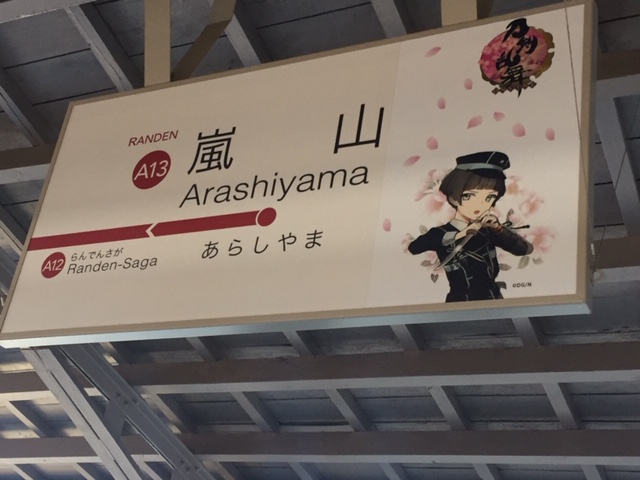 RANDEN
A13
嵐山
Arashiyama
あらしやま
A12
らんでんさが
Randen-Saga
刀剣乱舞
©DG/N